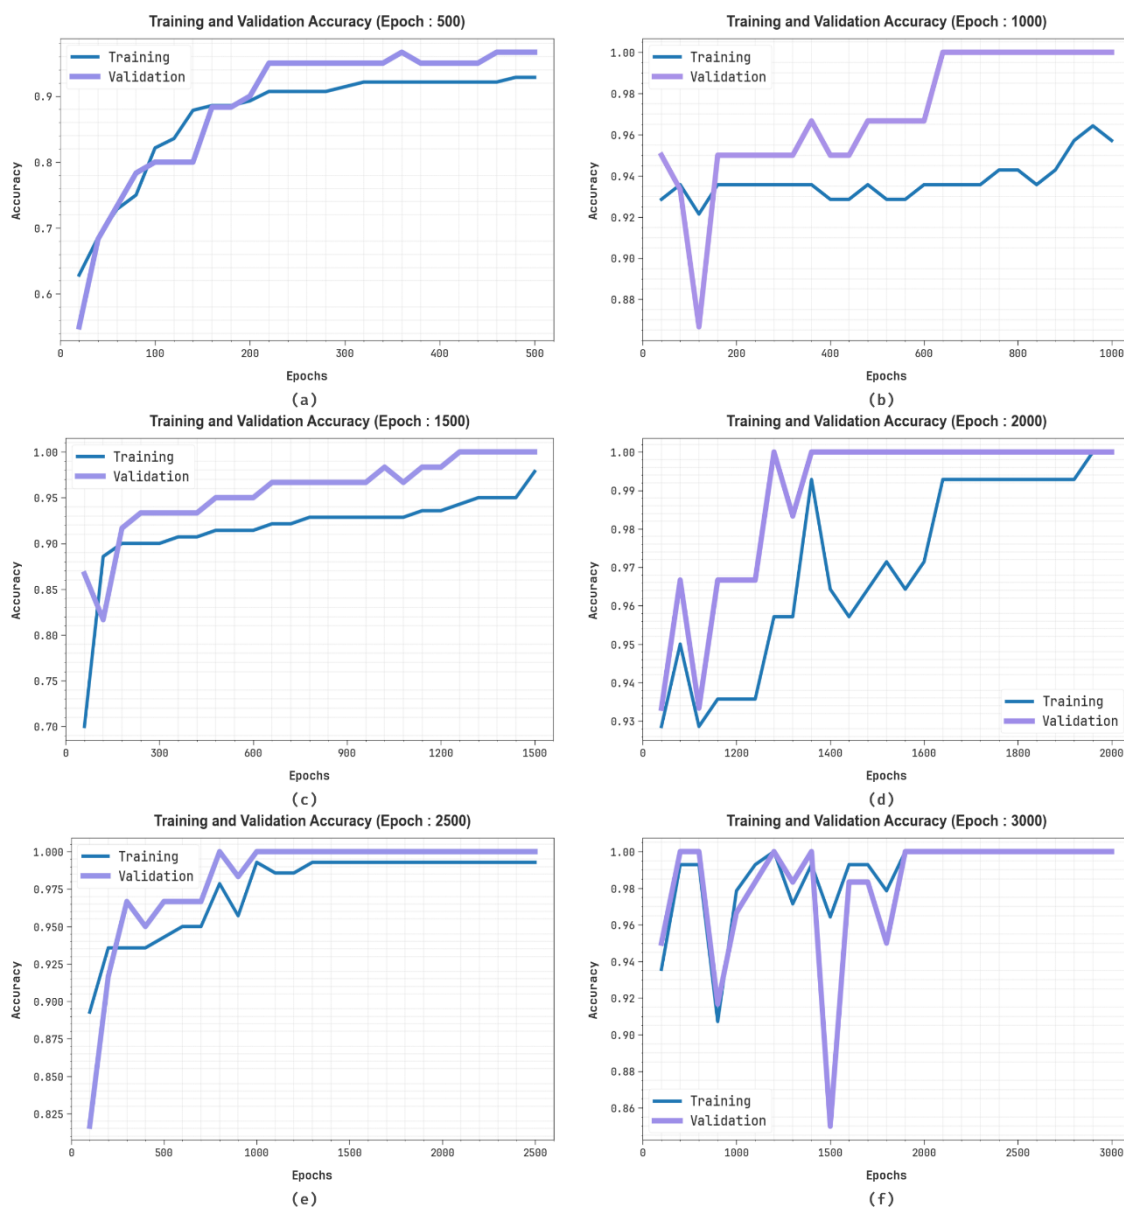 Training and Validation Accuracy (Epoch : 500)
Training
Validation
0.9
0.8
0.7
0.6
Accuracy
0 100 200 300 400 500
Epochs
(a)
Training and Validation Accuracy (Epoch : 1000)
Training
Validation
1.00
0.98
0.96
0.94
0.92
0.90
0.88
Accuracy
0 200 400 600 800 1000
Epochs
(b)
Training and Validation Accuracy (Epoch : 1500)
Training
Validation
1.00
0.95
0.90
0.85
0.80
0.75
0.70
Accuracy
0 300 600 900 1200 1500
Epochs
(c)
Training and Validation Accuracy (Epoch : 2000)
1.00
0.99
0.98
0.97
0.96
0.95
0.94
0.93
Accuracy
Training
Validation
0 1200 1400 1600 1800 2000
Epochs
(d)
Training and Validation Accuracy (Epoch : 2500)
Training
Validation
1.000
0.975
0.950
0.925
0.900
0.875
0.850
0.825
Accuracy
0 500 1000 1500 2000 2500
Epochs
(e)
Training and Validation Accuracy (Epoch : 3000)
1.00
0.98
0.96
0.94
0.92
0.90
0.88
0.86
Accuracy
Training
Validation
0 1000 1500 2000 2500 3000
Epochs
(f)